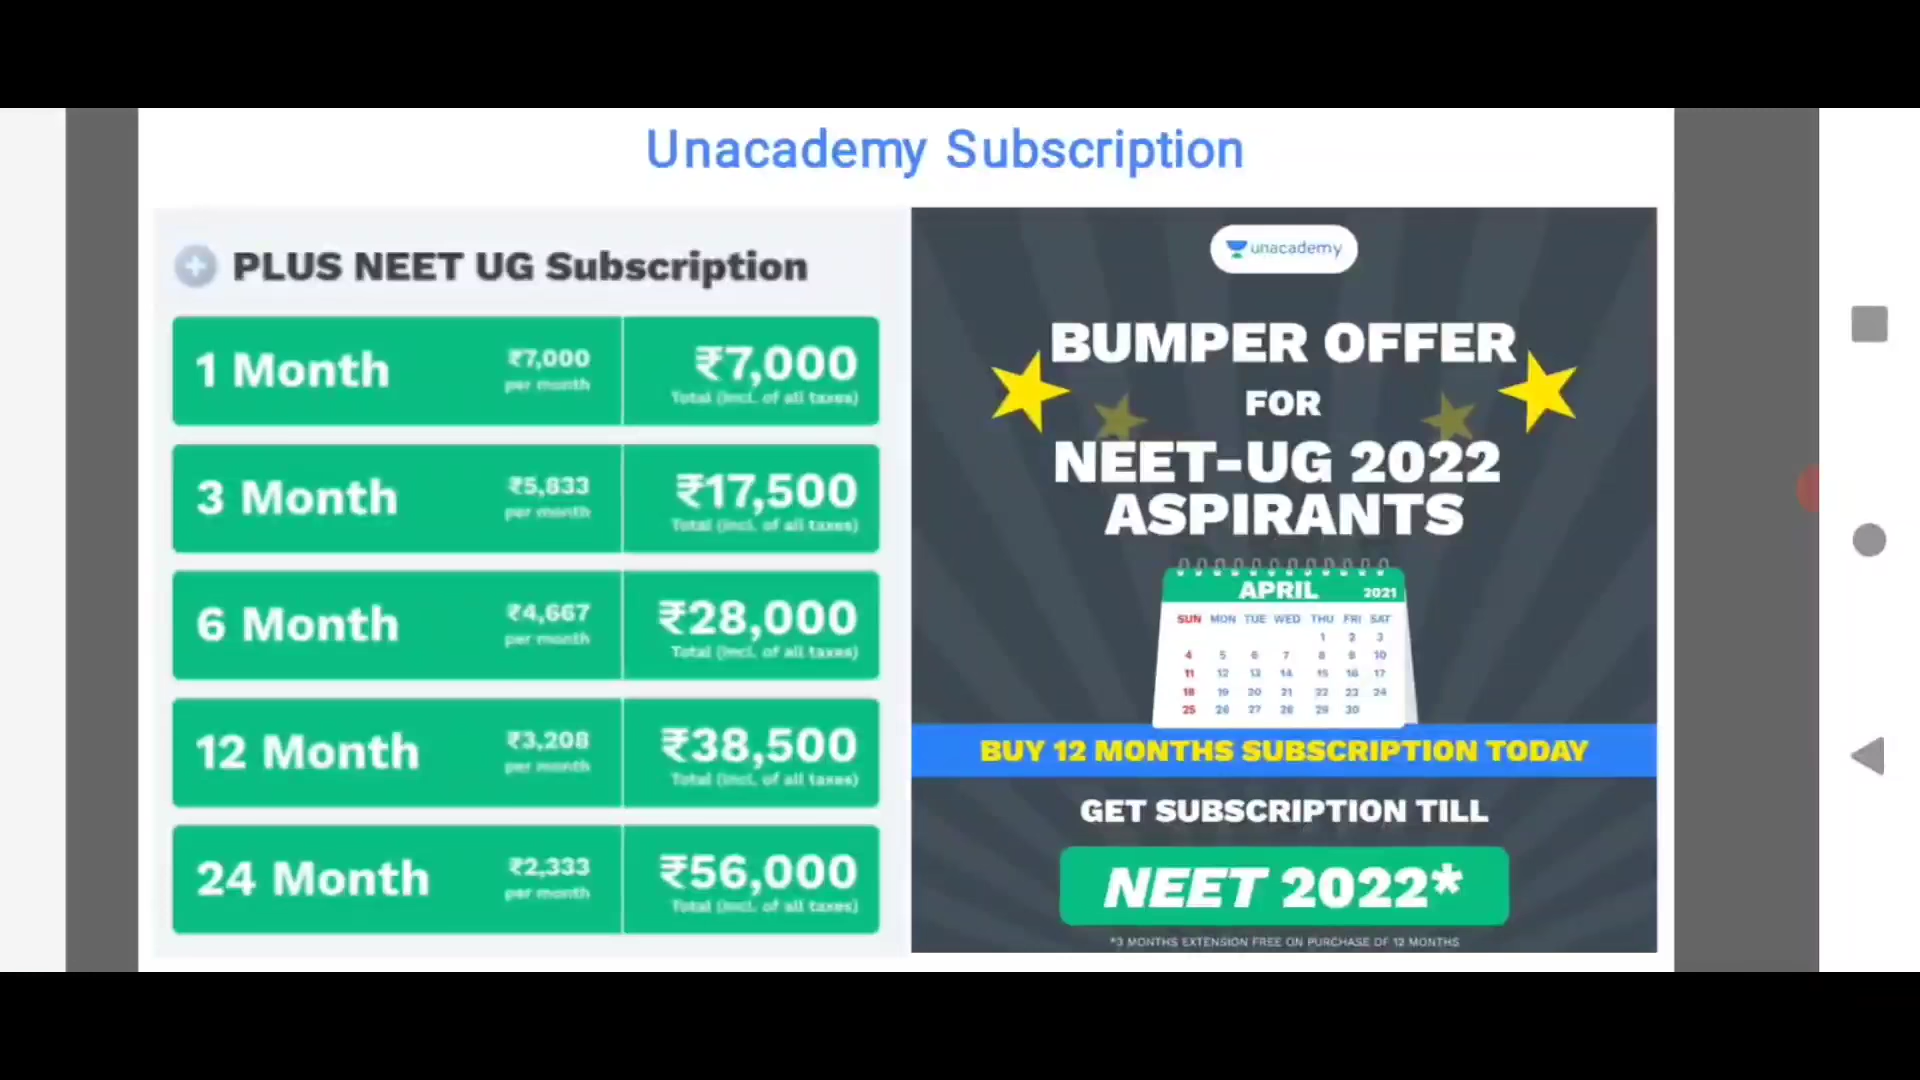 Unacademy Subscription
PLUS NEET UG Subscription
1 Month ₹7,000 per month ₹7,000 Total (Incl. of all taxes)
3 Month ₹5,833 per month ₹17,500 Total (Incl. of all taxes)
6 Month ₹4,667 per month ₹28,000 Total (Incl. of all taxes)
12 Month ₹3,208 per month ₹38,500 Total (Incl. of all taxes)
24 Month ₹2,333 per month ₹56,000 Total (Incl. of all taxes)
unacademy
BUMPER OFFER
FOR
NEET-UG 2022
ASPIRANTS
APRIL 2021
SUN MON TUE WED THU FRI SAT
1 2 3
4 5 6 7 8 9 10
11 12 13 14 15 16 17
18 19 20 21 22 23 24
25 26 27 28 29 30
BUY 12 MONTHS SUBSCRIPTION TODAY
GET SUBSCRIPTION TILL
NEET 2022*
*3 MONTHS EXTENSION FREE ON PURCHASE OF 12 MONTHS